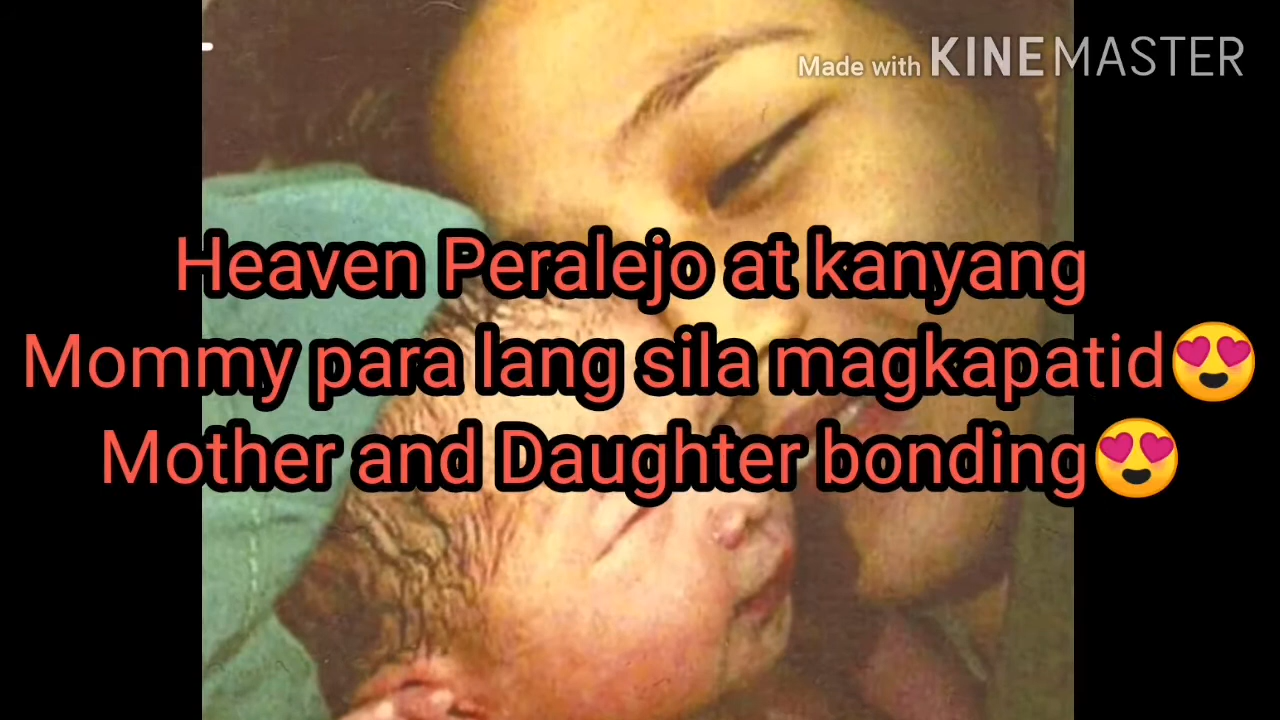 Made with KINEMASTER
Heaven Peralejo at kanyang
Mommy para lang sila magkapatid😍
Mother and Daughter bonding😍